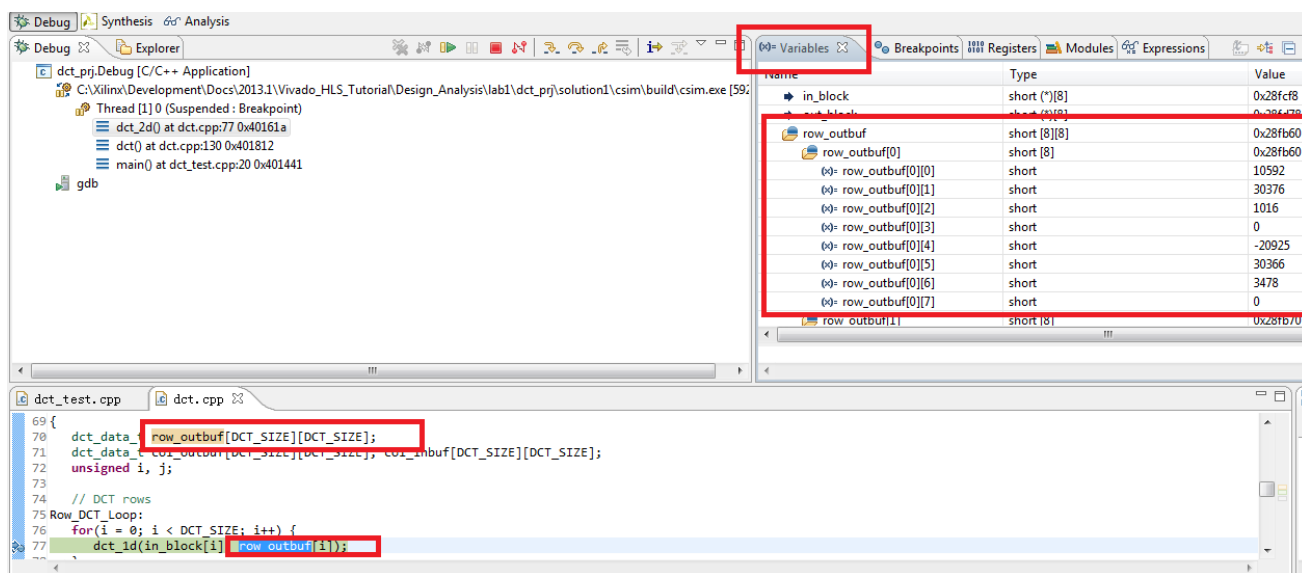 Debug Synthesis Analysis
Debug Explorer
dct_prj.Debug [C/C++ Application]
C:\Xilinx\Development\Docs\2013.1\Vivado_HLS_Tutorial\Design_Analysis\lab1\dct_prj\solution1\csim\build\csim.exe [592
Thread [1] 0 (Suspended : Breakpoint)
dct_2d() at dct.cpp:77 0x40161a
dct() at dct.cpp:130 0x401812
main() at dct_test.cpp:20 0x401441
gdb
(x)= Variables Breakpoints Registers Modules Expressions
Name Type Value
in_block short (*)[8] 0x28fcf8
out_block short (*)[8] 0x28fd78
row_outbuf short [8][8] 0x28fb60
row_outbuf[0] short [8] 0x28fb60
(x)= row_outbuf[0][0] short 10592
(x)= row_outbuf[0][1] short 30376
(x)= row_outbuf[0][2] short 1016
(x)= row_outbuf[0][3] short 0
(x)= row_outbuf[0][4] short -20925
(x)= row_outbuf[0][5] short 30366
(x)= row_outbuf[0][6] short 3478
(x)= row_outbuf[0][7] short 0
row_outbuf[1] short [8] 0x28fb70
dct_test.cpp dct.cpp
69 {
70 dct_data_t row_outbuf[DCT_SIZE][DCT_SIZE];
71 dct_data_t col_outbuf[DCT_SIZE][DCT_SIZE], col_inbuf[DCT_SIZE][DCT_SIZE];
72 unsigned i, j;
73
74 // DCT rows
75 Row_DCT_Loop:
76 for(i = 0; i < DCT_SIZE; i++) {
77 dct_1d(in_block[i], row_outbuf[i]);
78 }